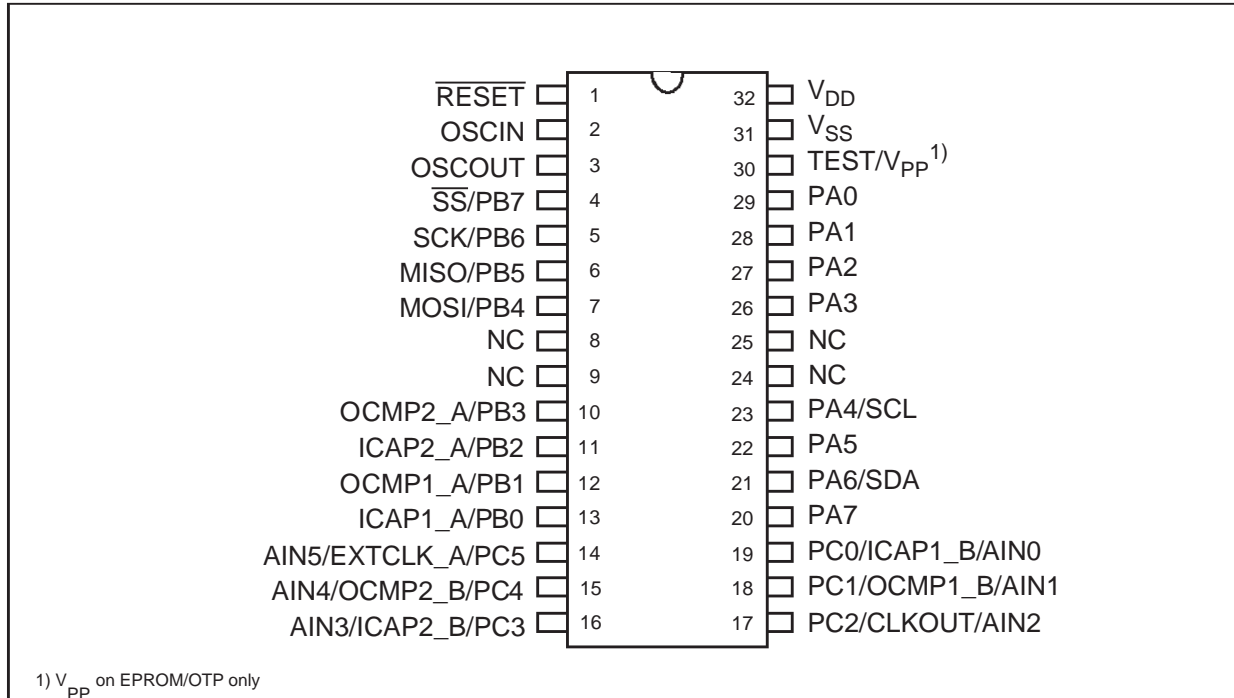 RESET 1 32 VDD
OSCIN 2 31 VSS
OSCOUT 3 30 TEST/VPP1)
SS/PB7 4 29 PA0
SCK/PB6 5 28 PA1
MISO/PB5 6 27 PA2
MOSI/PB4 7 26 PA3
NC 8 25 NC
NC 9 24 NC
OCMP2_A/PB3 10 23 PA4/SCL
ICAP2_A/PB2 11 22 PA5
OCMP1_A/PB1 12 21 PA6/SDA
ICAP1_A/PB0 13 20 PA7
AIN5/EXTCLK_A/PC5 14 19 PC0/ICAP1_B/AIN0
AIN4/OCMP2_B/PC4 15 18 PC1/OCMP1_B/AIN1
AIN3/ICAP2_B/PC3 16 17 PC2/CLKOUT/AIN2
1) VPP on EPROM/OTP only